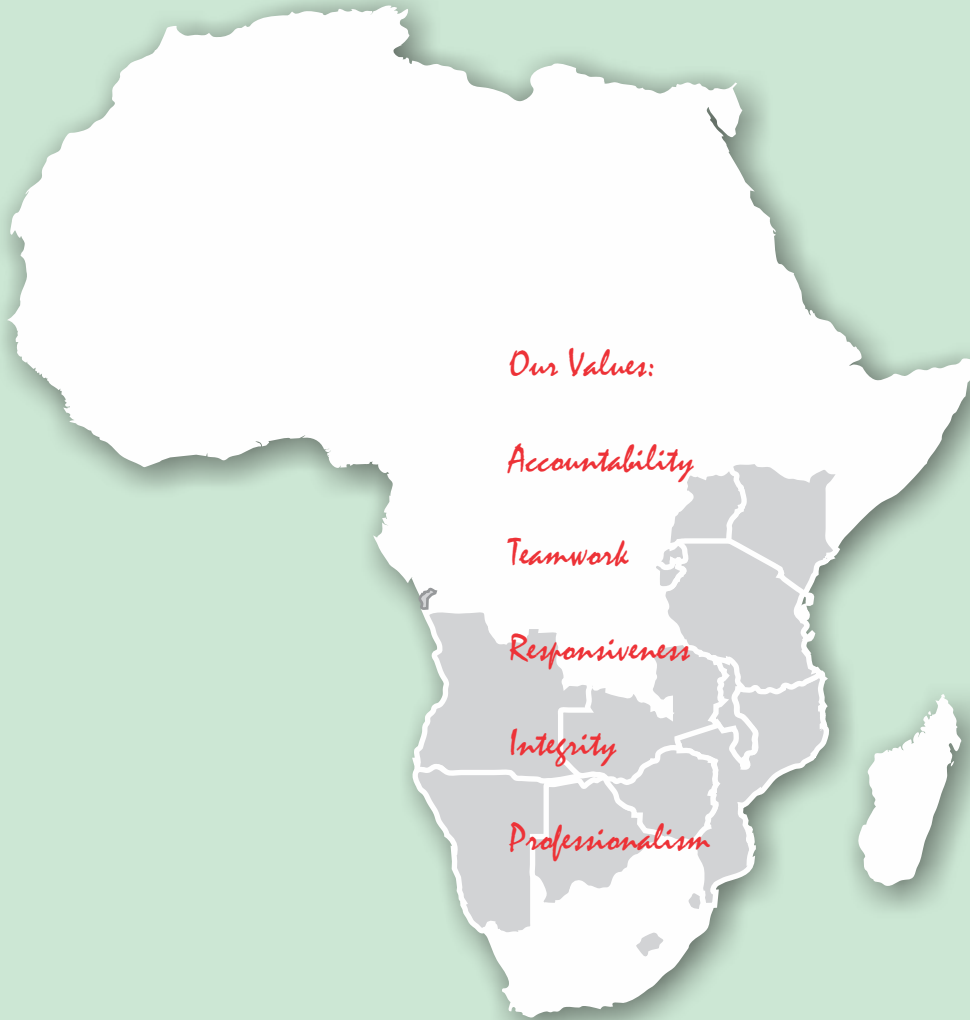 Our Values:
Accountability
Teamwork
Responsiveness
Integrity
Professionalism